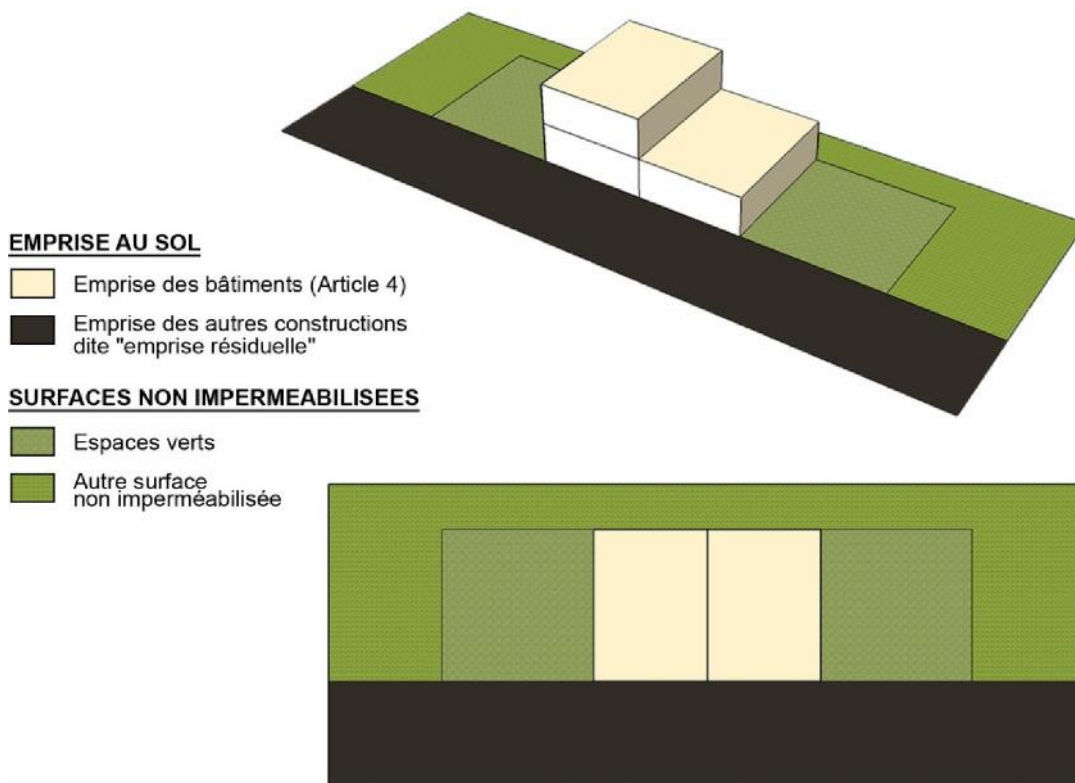 EMPRISE AU SOL
Emprise des bâtiments (Article 4)
Emprise des autres constructions
dite "emprise résiduelle"
SURFACES NON IMPERMEABILISEES
Espaces verts
Autre surface
non imperméabilisée